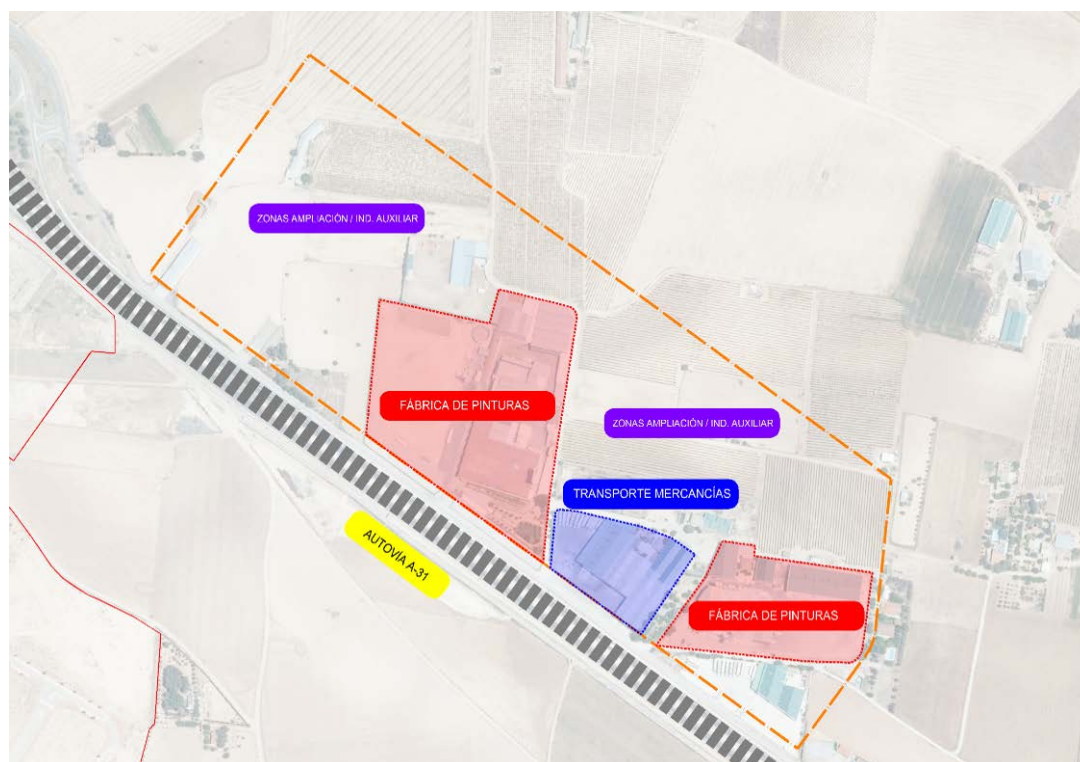 ZONAS AMPLIACIÓN / IND. AUXILIAR
FÁBRICA DE PINTURAS
ZONAS AMPLIACIÓN / IND. AUXILIAR
TRANSPORTE MERCANCÍAS
AUTOVÍA A-31
FÁBRICA DE PINTURAS